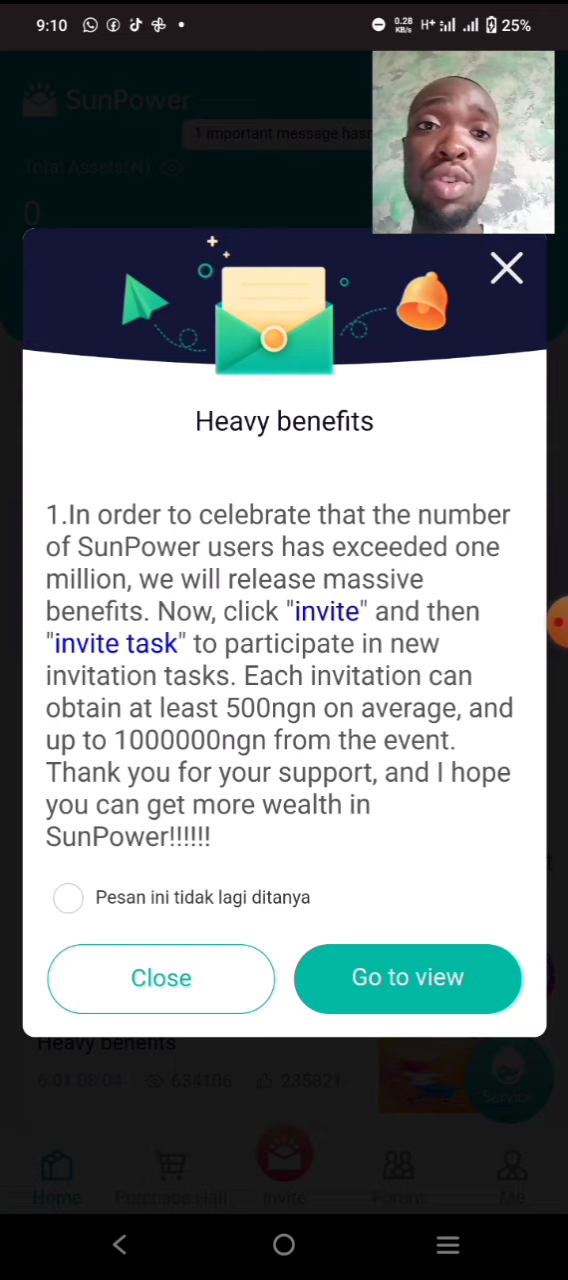 9:10
0.28
KB/s
H+
25%
SunPower
1 important message hasn
Total Assets(₦)
0
Heavy benefits
1.In order to celebrate that the number
of SunPower users has exceeded one
million, we will release massive
benefits. Now, click "invite" and then
"invite task" to participate in new
invitation tasks. Each invitation can
obtain at least 500ngn on average, and
up to 1000000ngn from the event.
Thank you for your support, and I hope
you can get more wealth in
SunPower!!!!!!
Pesan ini tidak lagi ditanya
Close
Go to view
Heavy benefits
6-01 08:04
634106
235821
Service
Home
Purchase Hall
Invite
Forum
Me